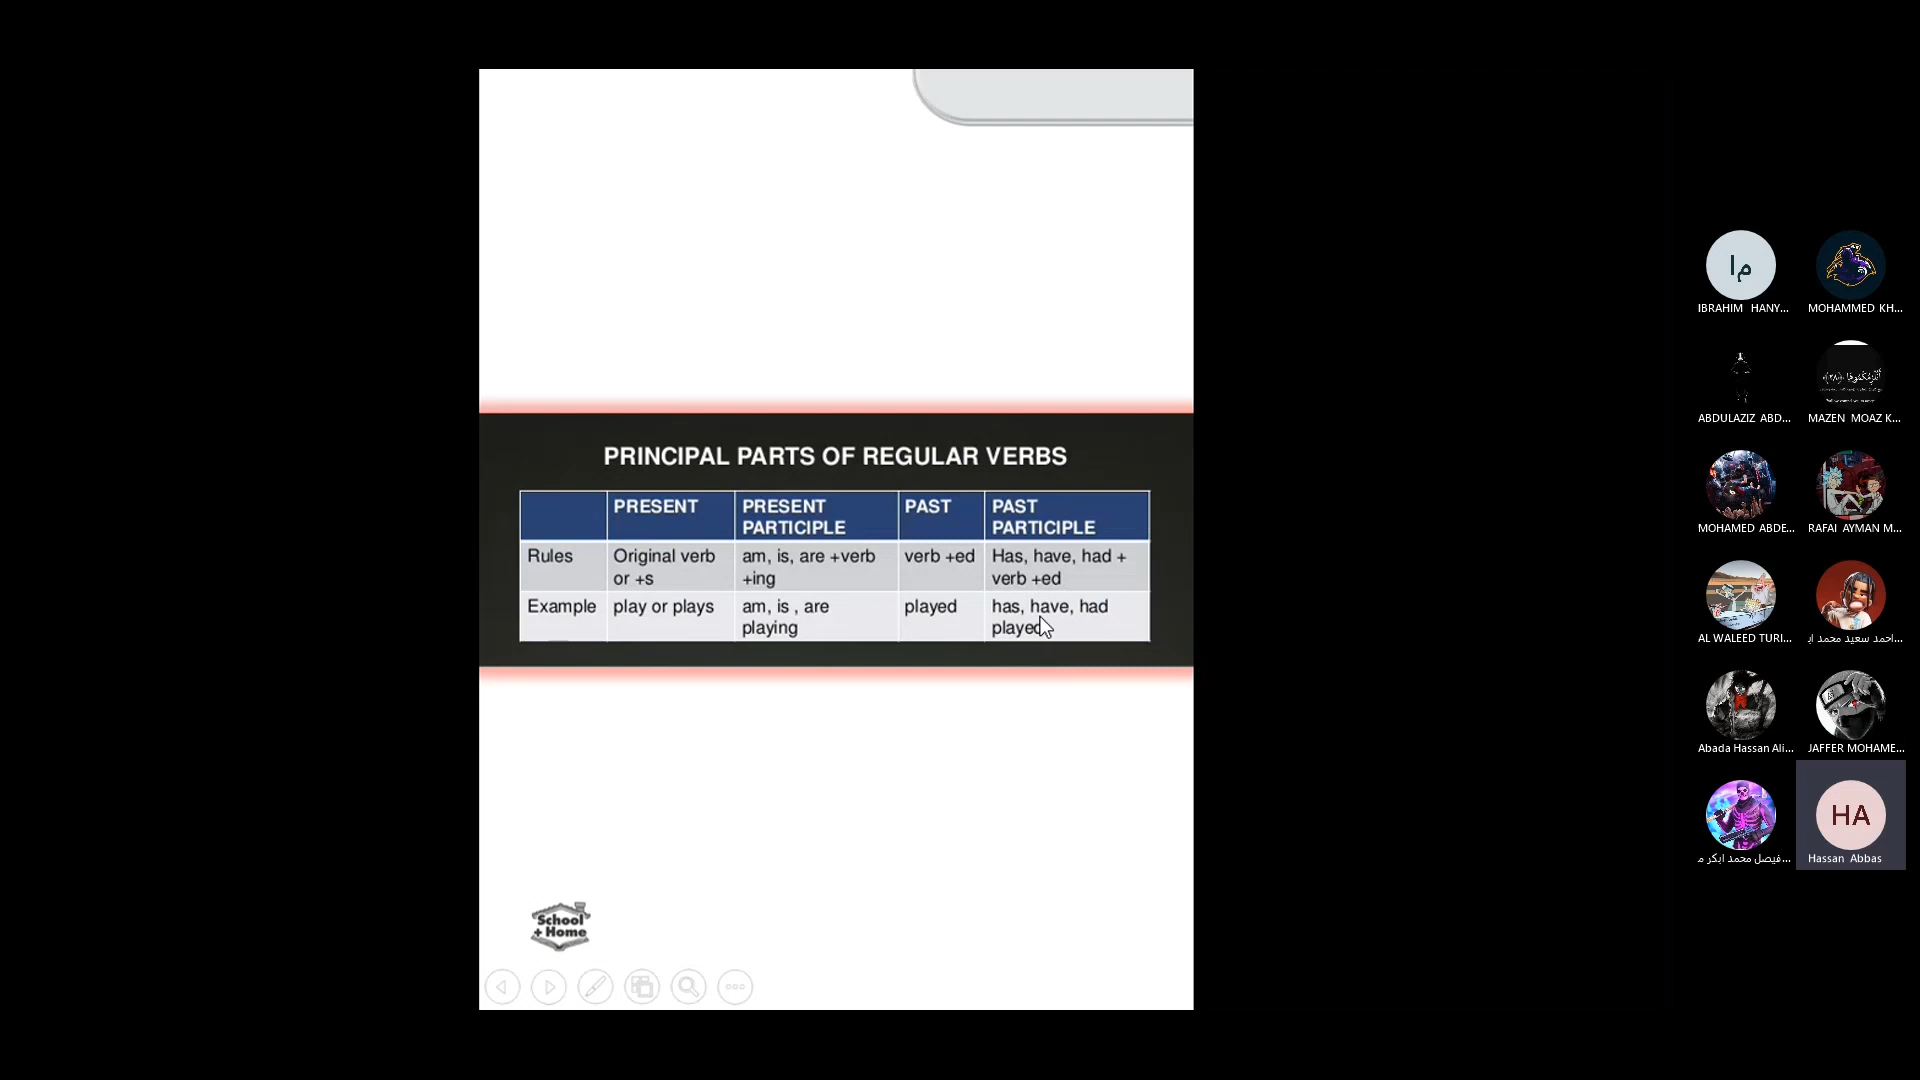 PRINCIPAL PARTS OF REGULAR VERBS
PRESENT
PRESENT
PARTICIPLE
PAST
PAST
PARTICIPLE
Rules
Original verb
or +s
am, is, are +verb
+ing
verb +ed
Has, have, had +
verb +ed
Example
play or plays
am, is , are
playing
played
has, have, had
played
School
+ Home
ما
IBRAHIM HANY...
MOHAMMED KH...
ABDULAZIZ ABD...
MAZEN MOAZ K...
MOHAMED ABDE...
RAFAI AYMAN M...
AL WALEED TURI...
احمد سعيد محمد اب...
Abada Hassan Ali...
JAFFER MOHAME...
فيصل محمد ابكر م...
HA
Hassan Abbas